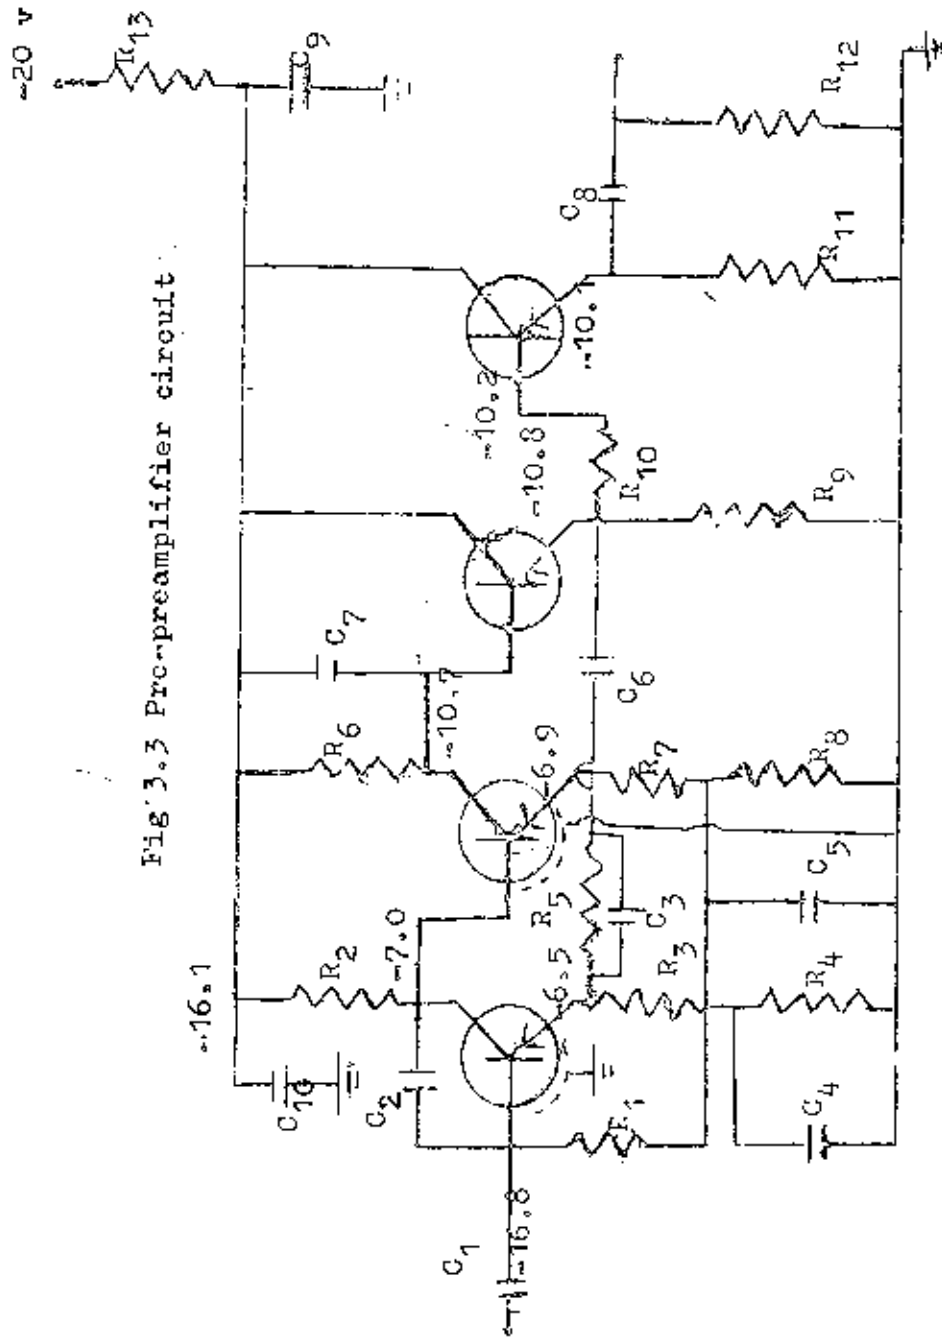 -20 v
R13
C9
Fig 3.3 Pre-preamplifier circuit
-16.1
C10
R2
C2
-7.0
R6
C7
-10.7
-10.2
-10.8
-10.1
C8
R12
R11
R10
R9
C6
-6.9
R7
R8
R5
C3
-6.5
R3
R4
C5
C4
R1
C1
-16.8